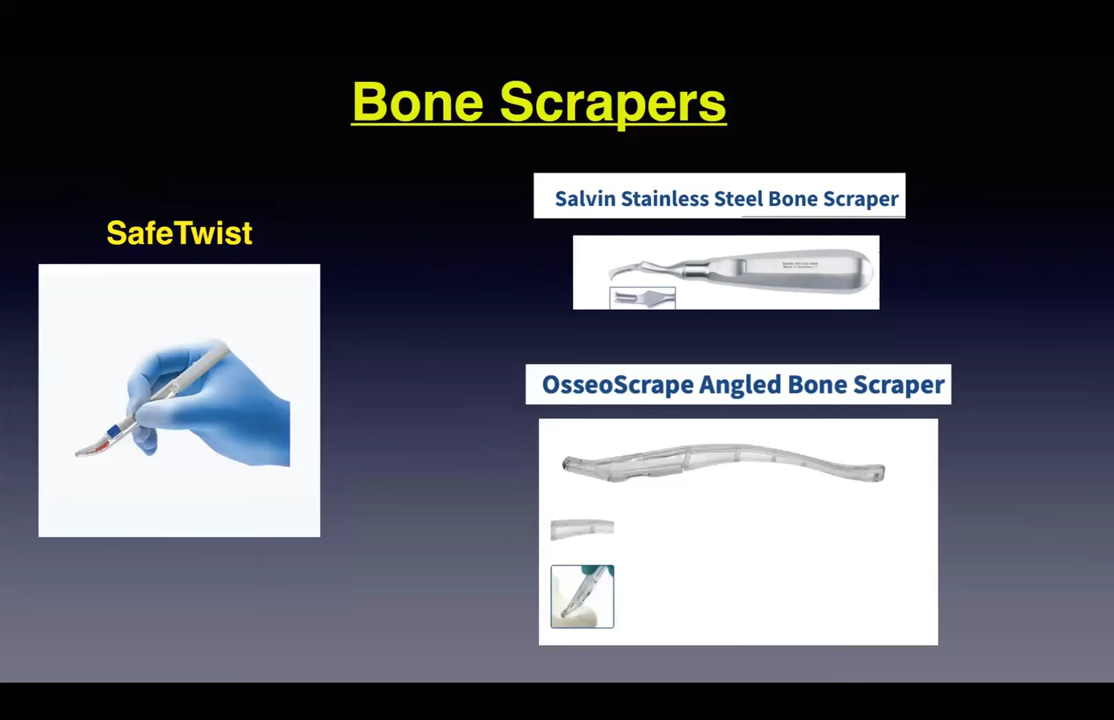 Bone Scrapers
SafeTwist
Salvin Stainless Steel Bone Scraper
OsseoScrape Angled Bone Scraper